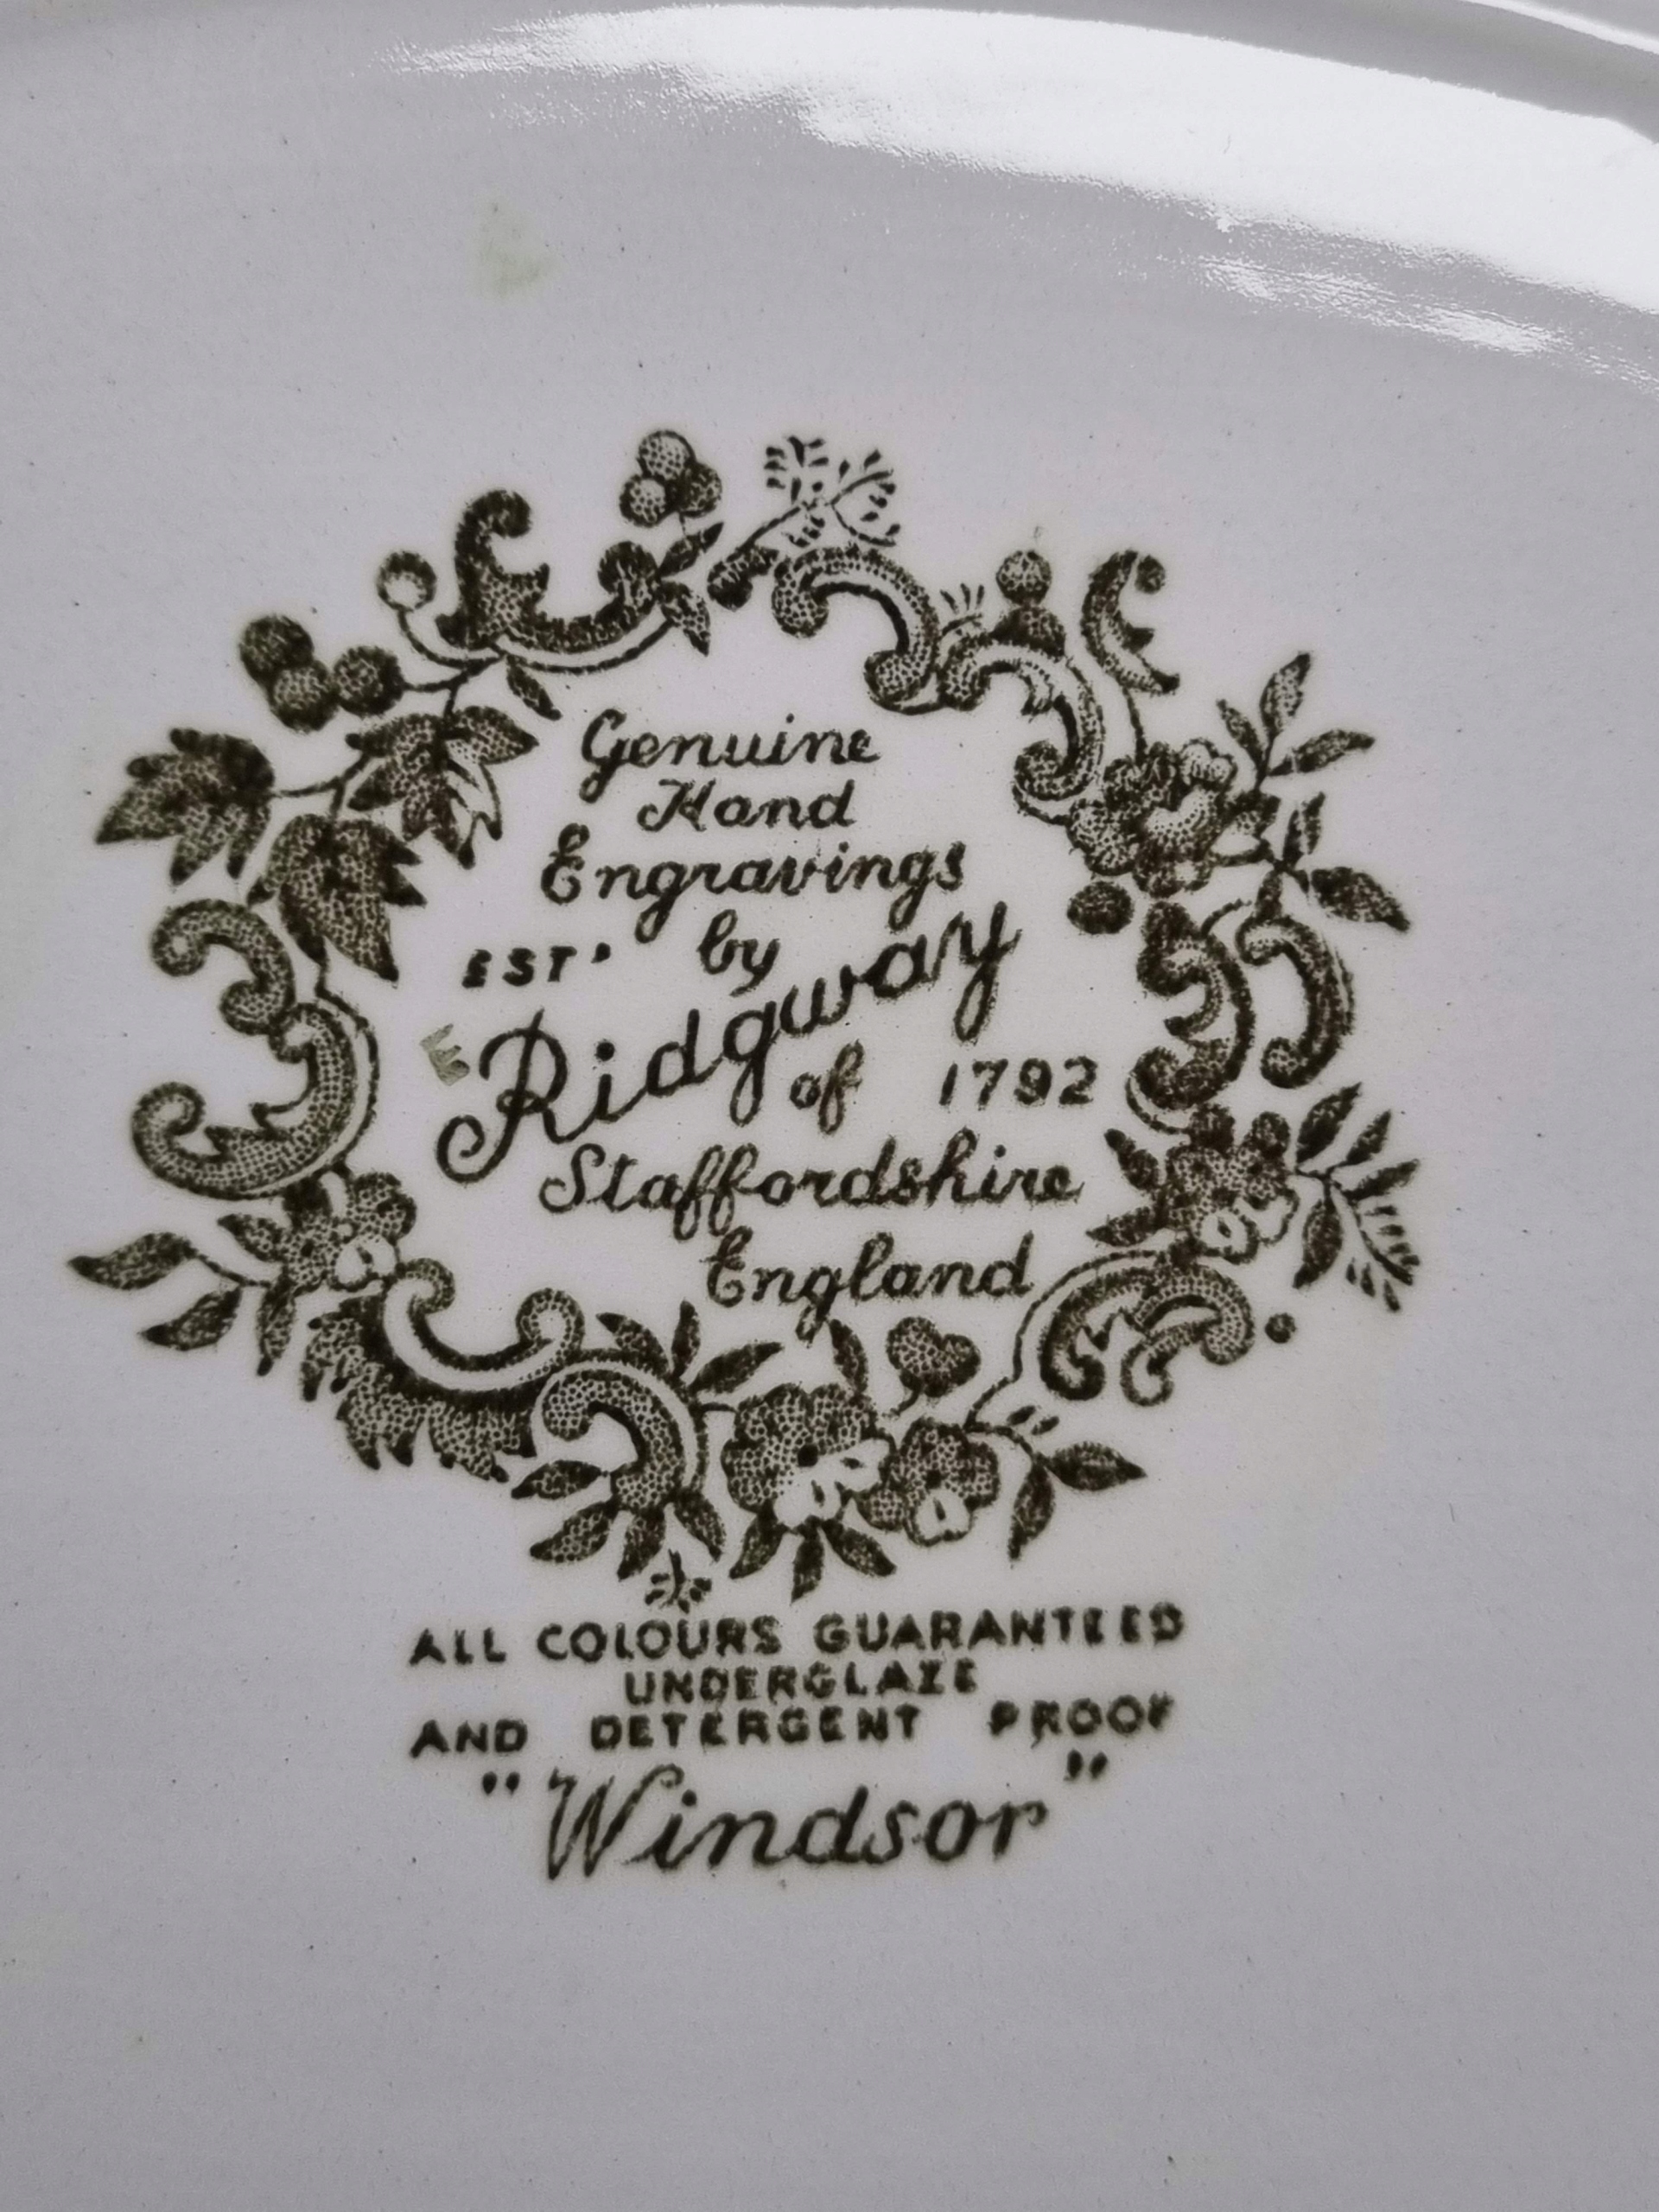 Genuine
Hand
Engravings
EST. by
Ridgway
of 1792
Staffordshire
England
E
ALL COLOURS GUARANTEED
UNDERGLAZE
AND DETERGENT PROOF
"Windsor"